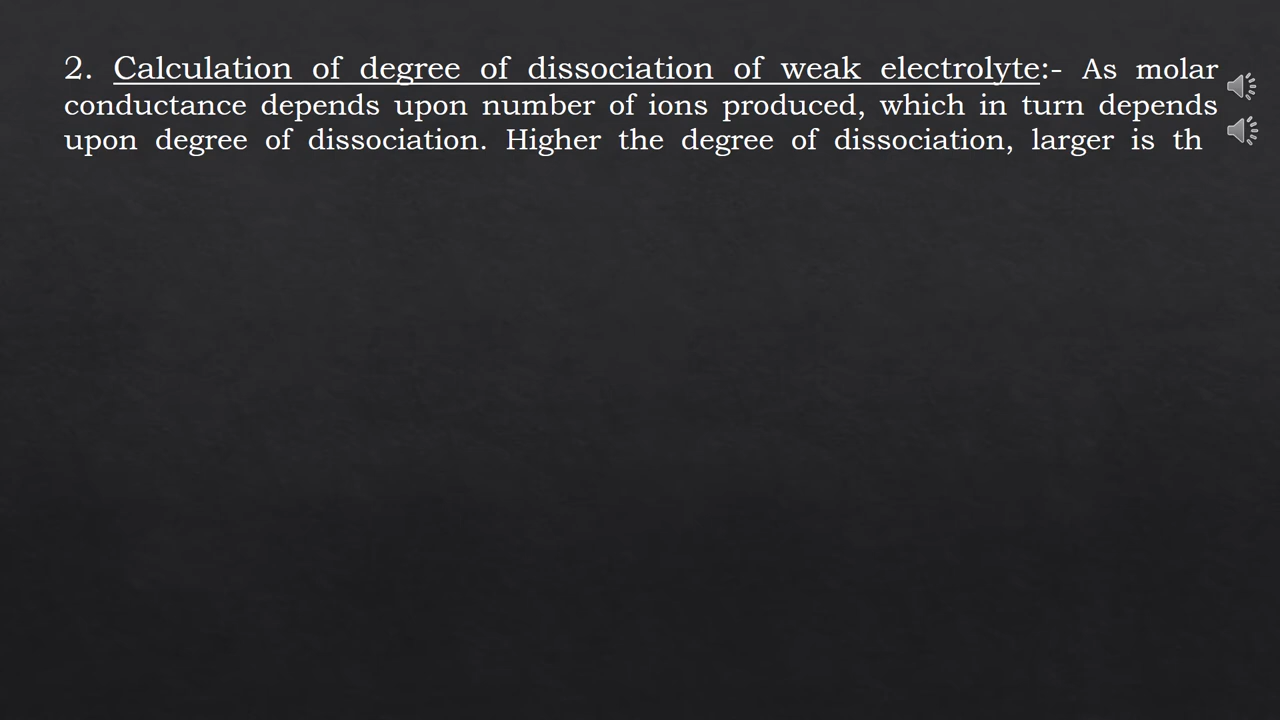 2. Calculation of degree of dissociation of weak electrolyte:- As molar
conductance depends upon number of ions produced, which in turn depends
upon degree of dissociation. Higher the degree of dissociation, larger is th